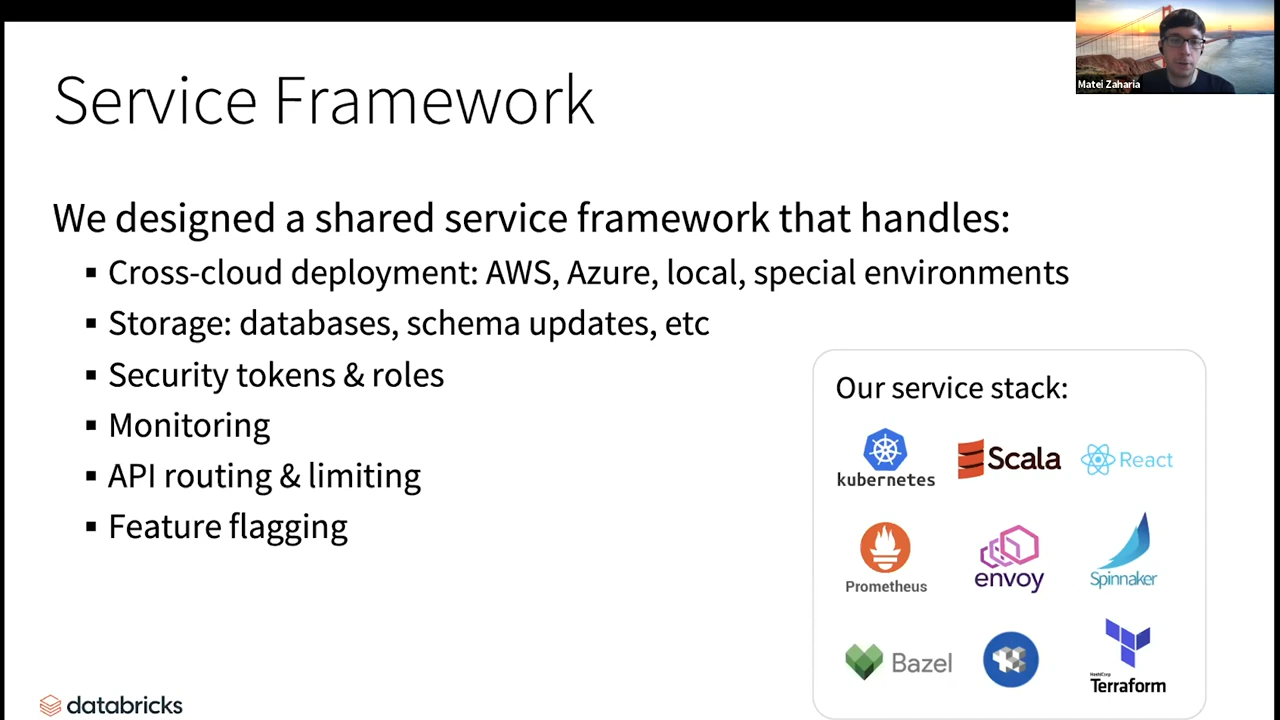 Matei Zaharia
Service Framework
We designed a shared service framework that handles:
▪ Cross-cloud deployment: AWS, Azure, local, special environments
▪ Storage: databases, schema updates, etc
▪ Security tokens & roles
▪ Monitoring
▪ API routing & limiting
▪ Feature flagging
Our service stack:
kubernetes
Scala
React
Prometheus
envoy
Spinnaker
Bazel
HashiCorp
Terraform
databricks